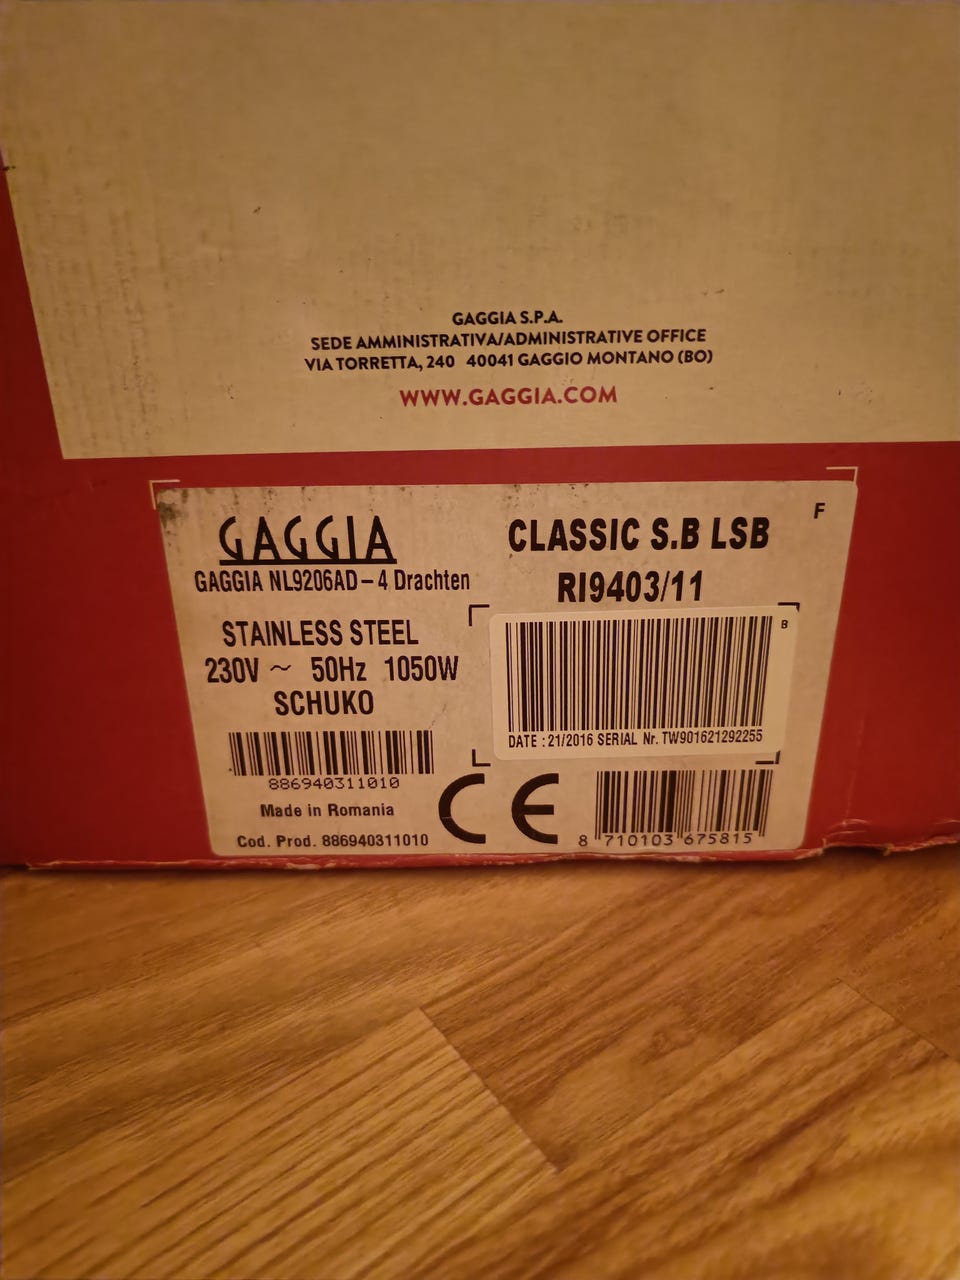 GAGGIA S.P.A.
SEDE AMMINISTRATIVA/ADMINISTRATIVE OFFICE
VIA TORRETTA, 240 40041 GAGGIO MONTANO (BO)
WWW.GAGGIA.COM
F
GAGGIA
GAGGIA NL9206AD-4 Drachten
CLASSIC S.B LSB
RI9403/11
STAINLESS STEEL
230V ~ 50Hz 1050W
SCHUKO
B
DATE : 21/2016 SERIAL Nr. TW901621292255
886940311010
Made in Romania
Cod. Prod. 886940311010
CE
8 710103 675815